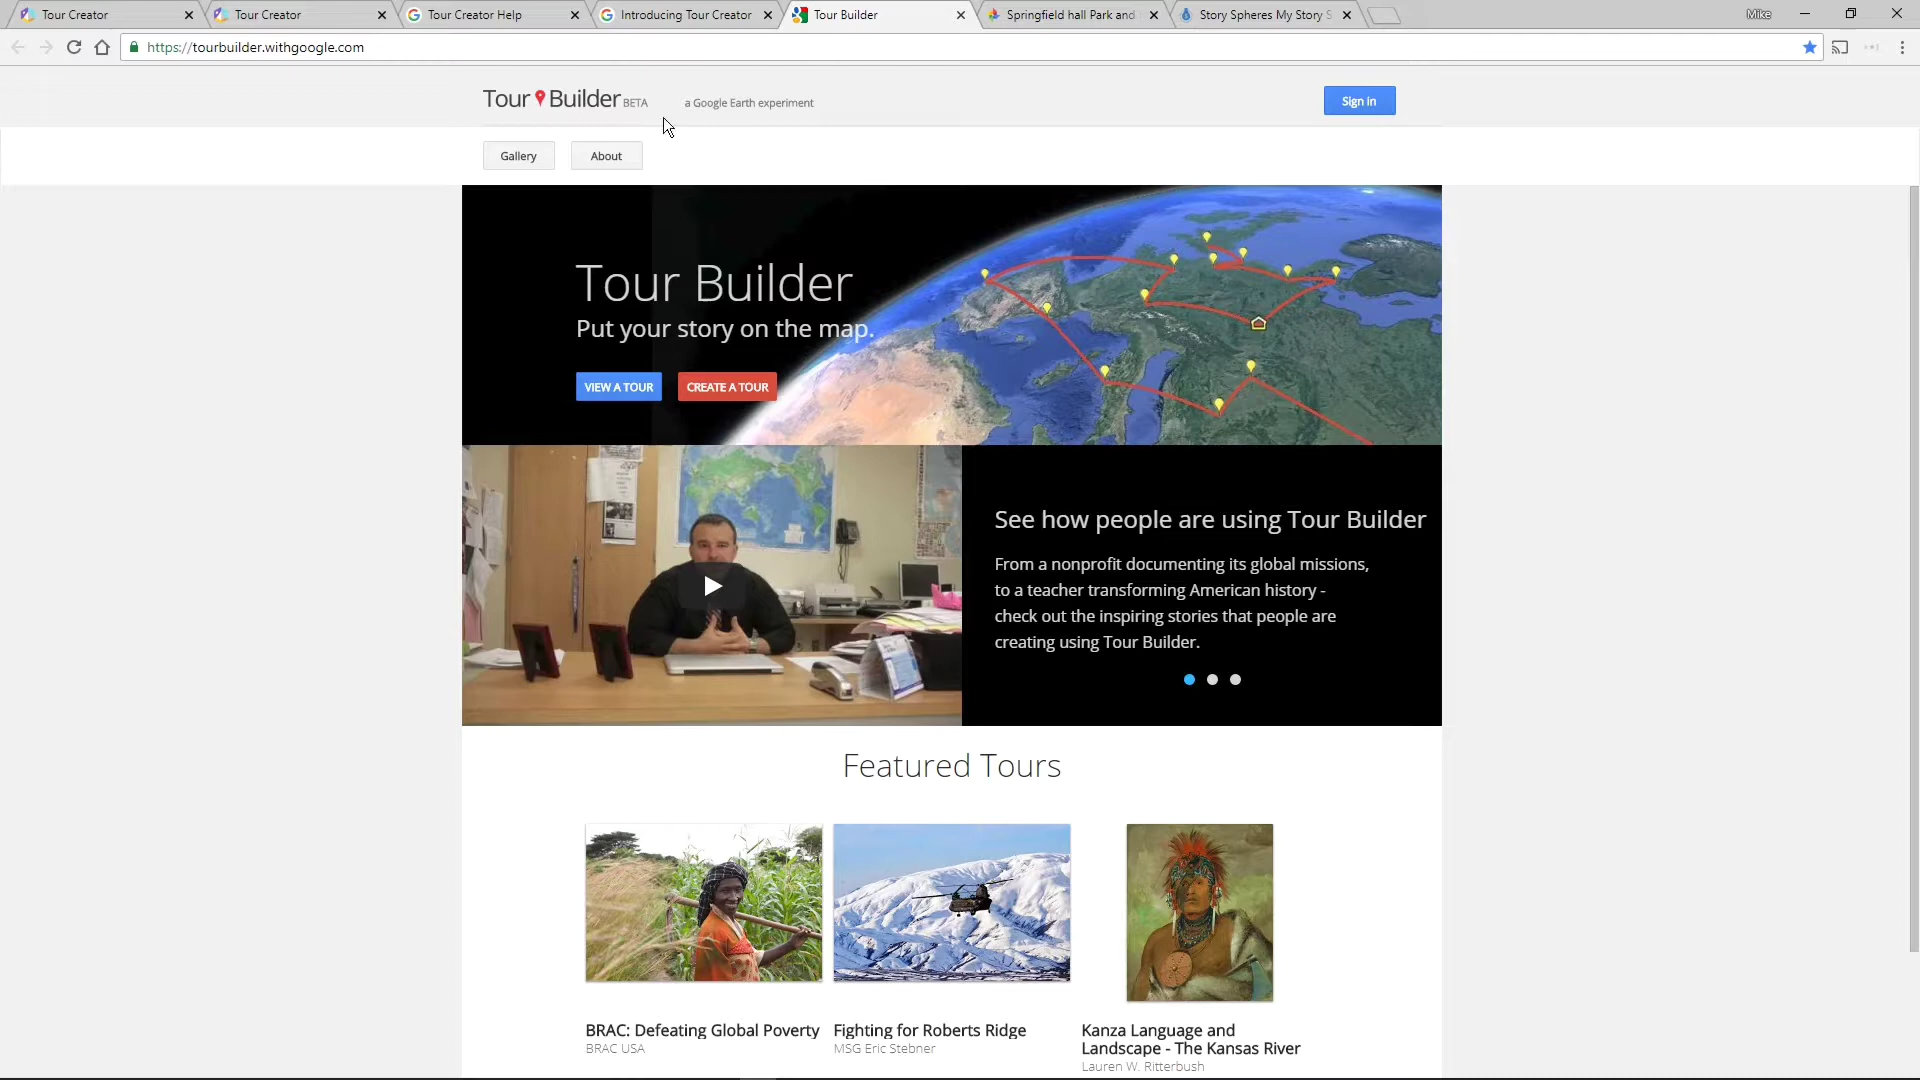 Tour Creator
Tour Creator
Tour Creator Help
Introducing Tour Creator
Tour Builder
Springfield hall Park and
Story Spheres My Story S
Mike
https://tourbuilder.withgoogle.com
Tour Builder BETA
a Google Earth experiment
Sign in
Gallery
About
Tour Builder
Put your story on the map.
VIEW A TOUR
CREATE A TOUR
See how people are using Tour Builder
From a nonprofit documenting its global missions,
to a teacher transforming American history -
check out the inspiring stories that people are
creating using Tour Builder.
Featured Tours
BRAC: Defeating Global Poverty
BRAC USA
Fighting for Roberts Ridge
MSG Eric Stebner
Kanza Language and
Landscape - The Kansas River
Lauren W. Ritterbush